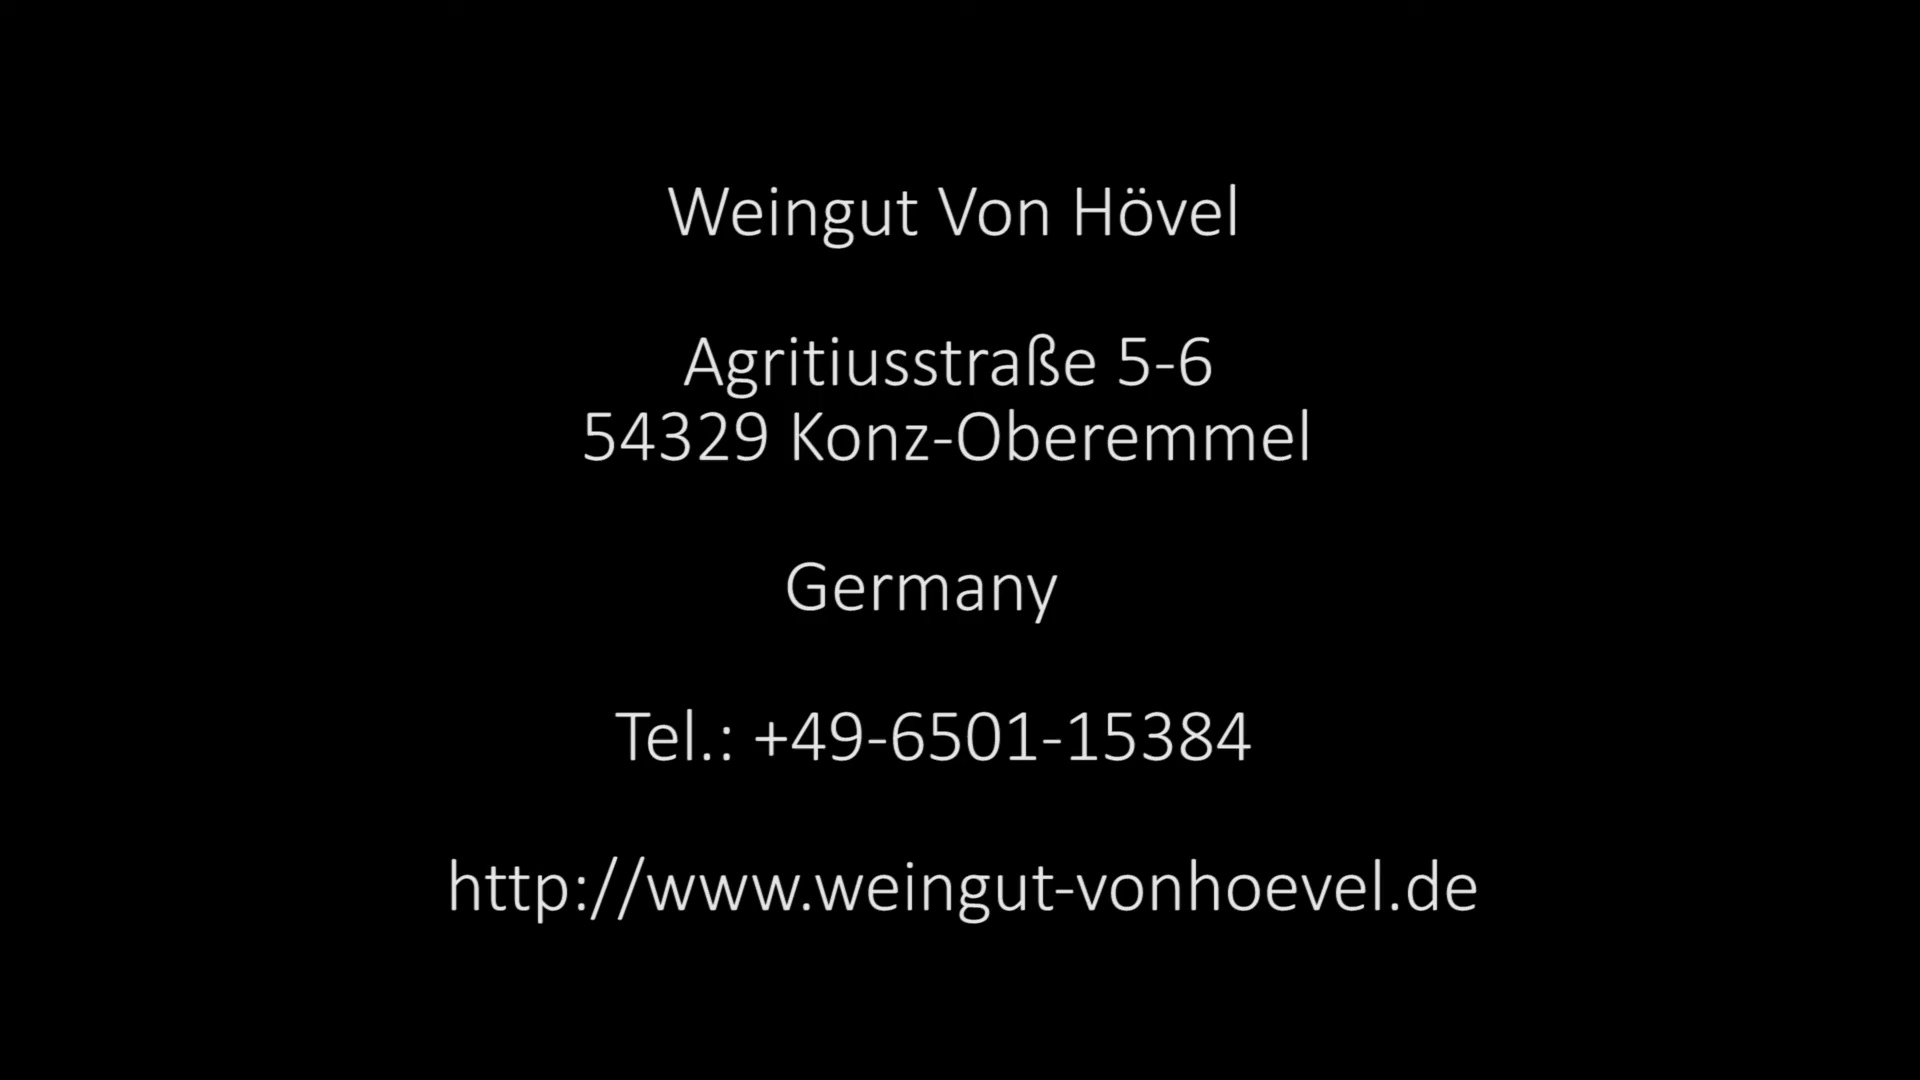 Weingut Von Hövel
Agritiusstraße 5-6
54329 Konz-Oberemmel
Germany
Tel.: +49-6501-15384
http://www.weingut-vonhoevel.de